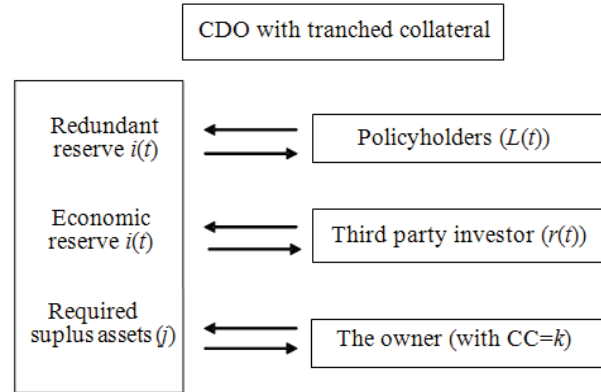 CDO with tranched collateral
Redundant
reserve i(t)
Policyholders (L(t))
Economic
reserve i(t)
Third party investor (r(t))
Required
suplus assets (j)
The owner (with CC=k)